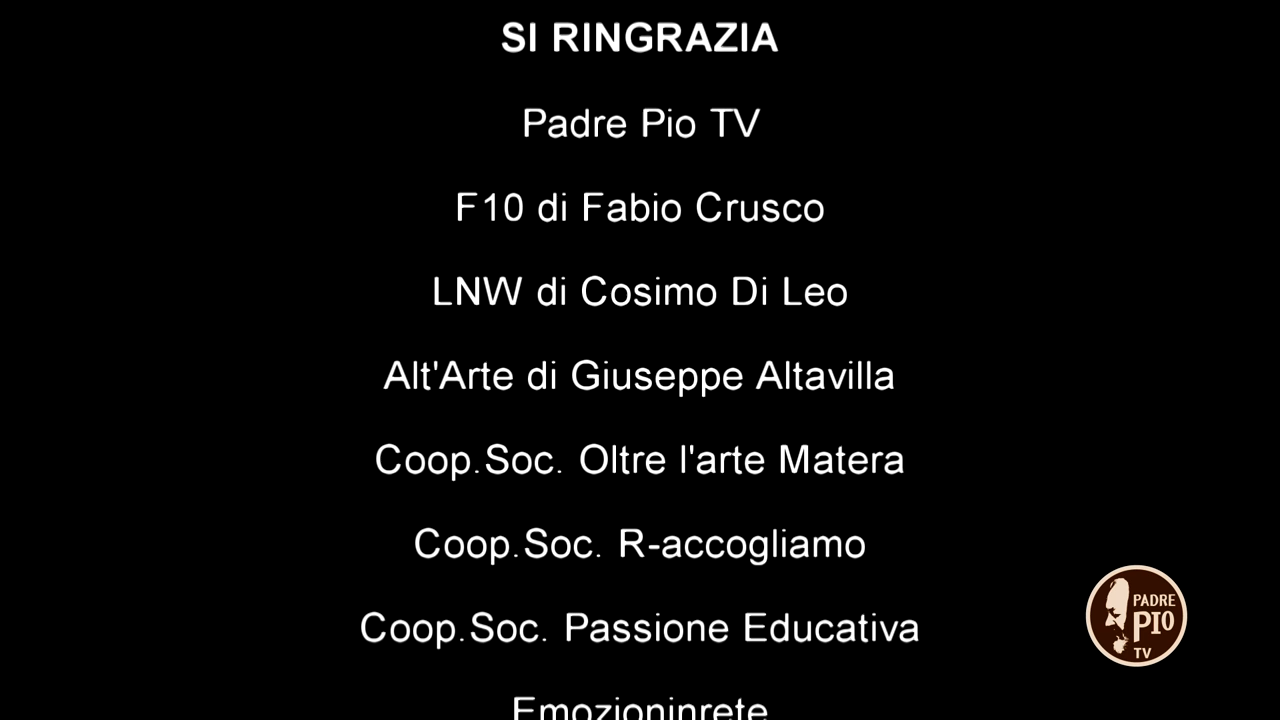 SI RINGRAZIA
Padre Pio TV
F10 di Fabio Crusco
LNW di Cosimo Di Leo
Alt'Arte di Giuseppe Altavilla
Coop.Soc. Oltre l'arte Matera
Coop.Soc. R-accogliamo
Coop.Soc. Passione Educativa
Emozioninrete
PADRE
PIO
TV